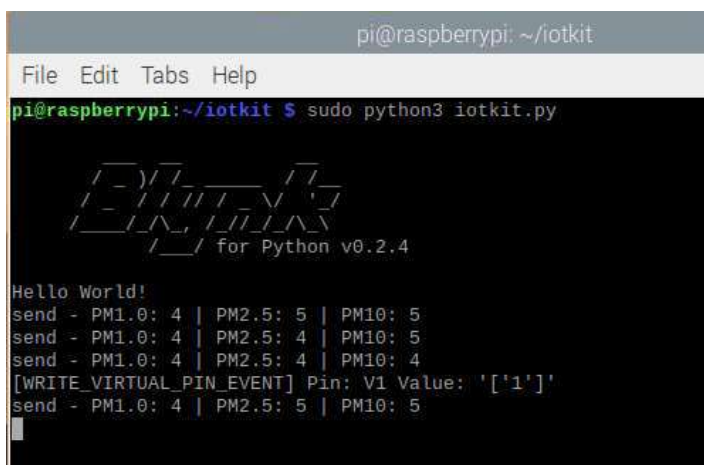 pi@raspberrypi: ~/iotkit
File Edit Tabs Help
pi@raspberrypi:~/iotkit $ sudo python3 iotkit.py
Blynk
for Python v0.2.4
Hello World!
send - PM1.0: 4 | PM2.5: 5 | PM10: 5
send - PM1.0: 4 | PM2.5: 4 | PM10: 5
send - PM1.0: 4 | PM2.5: 4 | PM10: 4
[WRITE_VIRTUAL_PIN_EVENT] Pin: V1 Value: '['1']'
send - PM1.0: 4 | PM2.5: 5 | PM10: 5